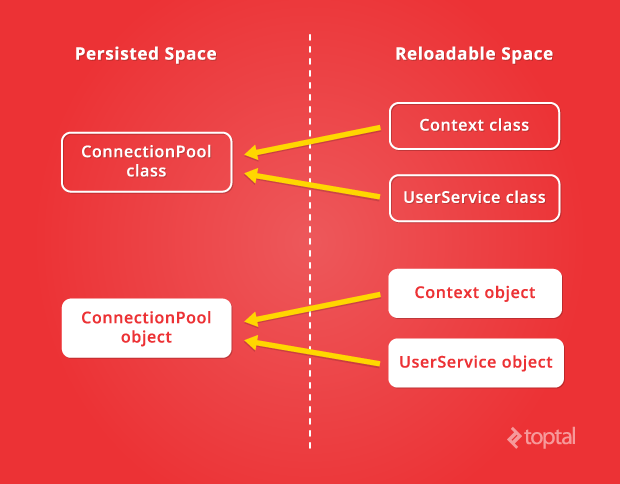 Persisted Space
Reloadable Space
ConnectionPool
class
Context class
UserService class
ConnectionPool
object
Context object
UserService object
toptal